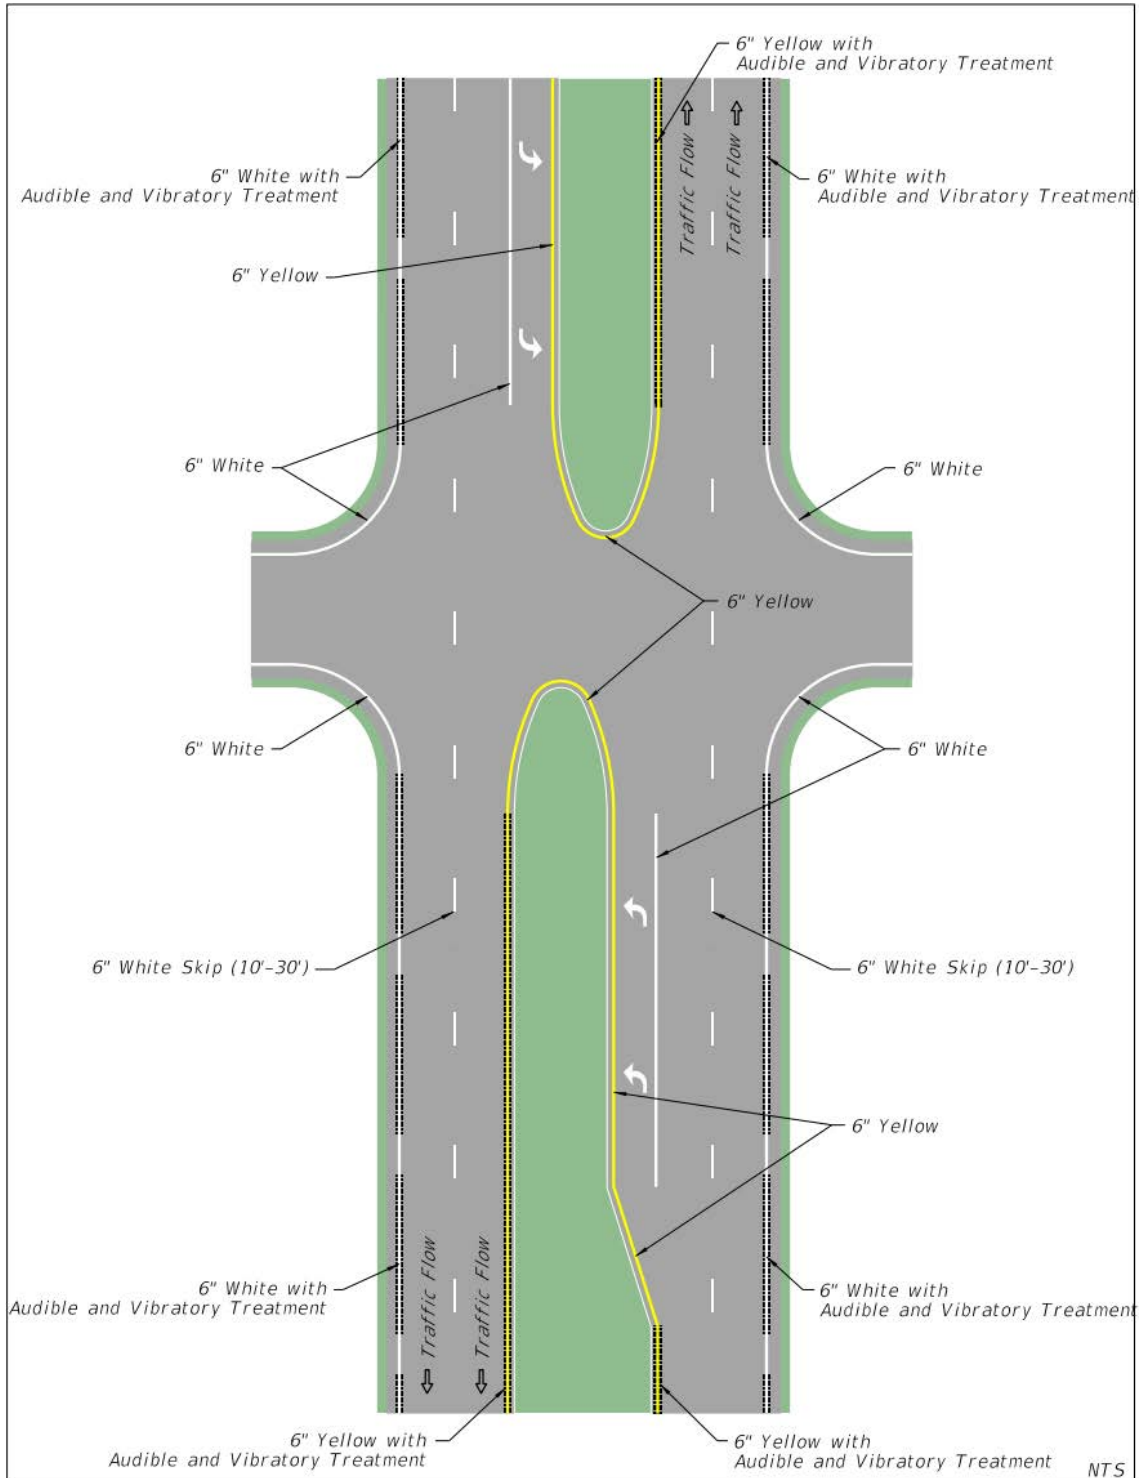 6" Yellow with
Audible and Vibratory Treatment
6" White with
Audible and Vibratory Treatment
Traffic Flow
Traffic Flow
6" White with
Audible and Vibratory Treatment
6" Yellow
6" White
6" White
6" Yellow
6" White
6" White
6" White Skip (10'-30')
6" White Skip (10'-30')
6" Yellow
6" White with
Audible and Vibratory Treatment
Traffic Flow
Traffic Flow
6" White with
Audible and Vibratory Treatment
6" Yellow with
Audible and Vibratory Treatment
6" Yellow with
Audible and Vibratory Treatment
NTS